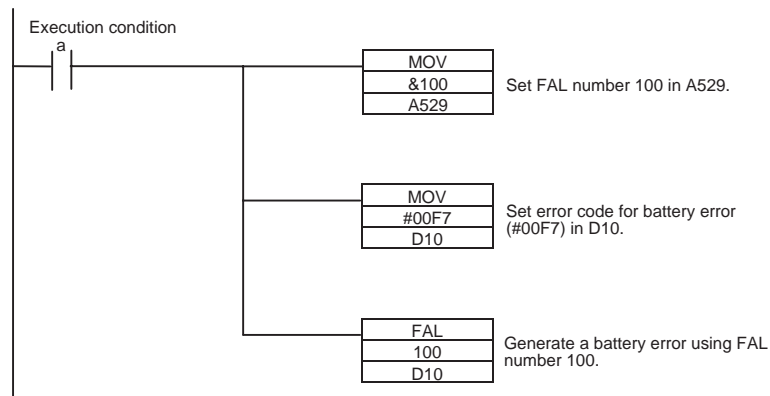 Execution condition
a
MOV
&100
A529
Set FAL number 100 in A529.
MOV
#00F7
D10
Set error code for battery error
(#00F7) in D10.
FAL
100
D10
Generate a battery error using FAL
number 100.